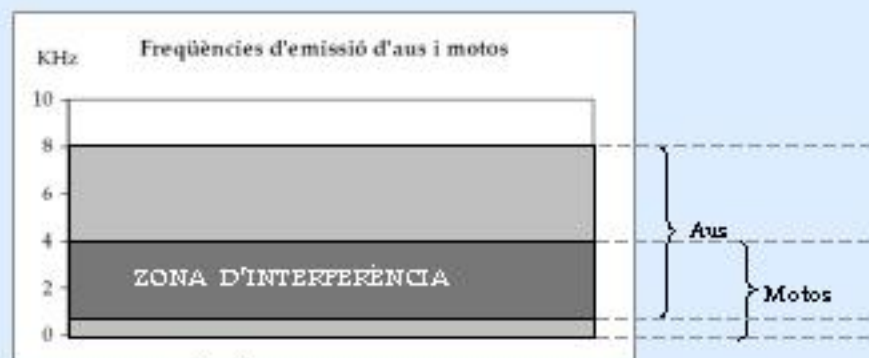 Freqüències d'emissió d'aus i motos
KHz
10
8
6
4
2
0
ZONA D'INTERFERÈNCIA
Aus
Motos